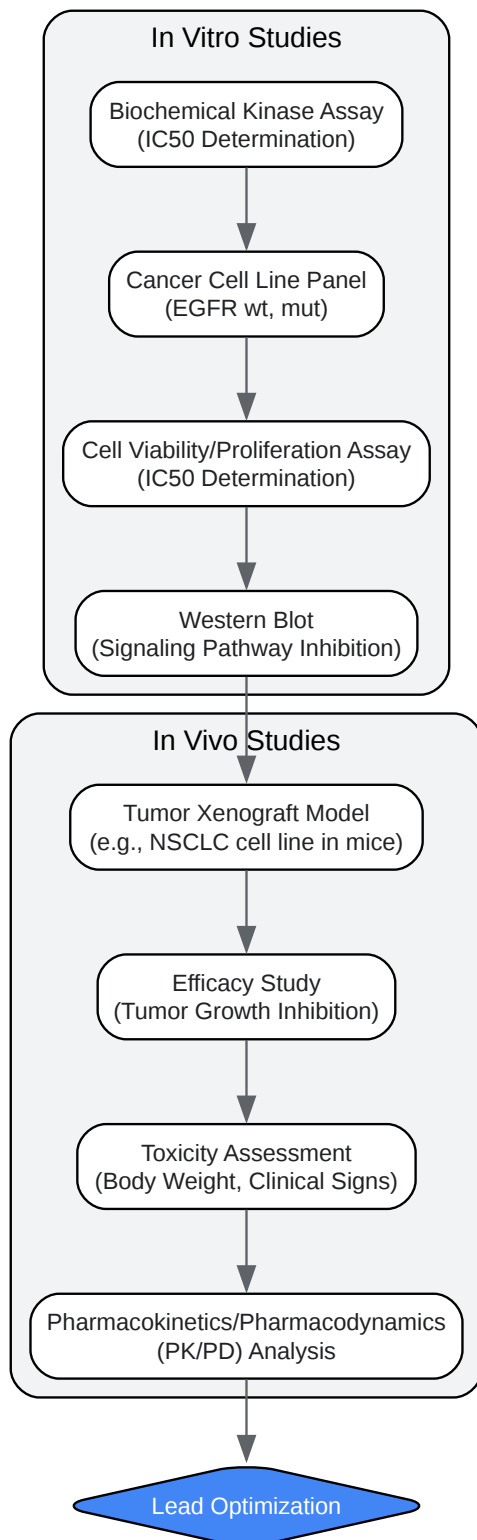 In Vitro Studies
Biochemical Kinase Assay
(IC50 Determination)
Cancer Cell Line Panel
(EGFR wt, mut)
Cell Viability/Proliferation Assay
(IC50 Determination)
Western Blot
(Signaling Pathway Inhibition)
In Vivo Studies
Tumor Xenograft Model
(e.g., NSCLC cell line in mice)
Efficacy Study
(Tumor Growth Inhibition)
Toxicity Assessment
(Body Weight, Clinical Signs)
Pharmacokinetics/Pharmacodynamics
(PK/PD) Analysis
Lead Optimization